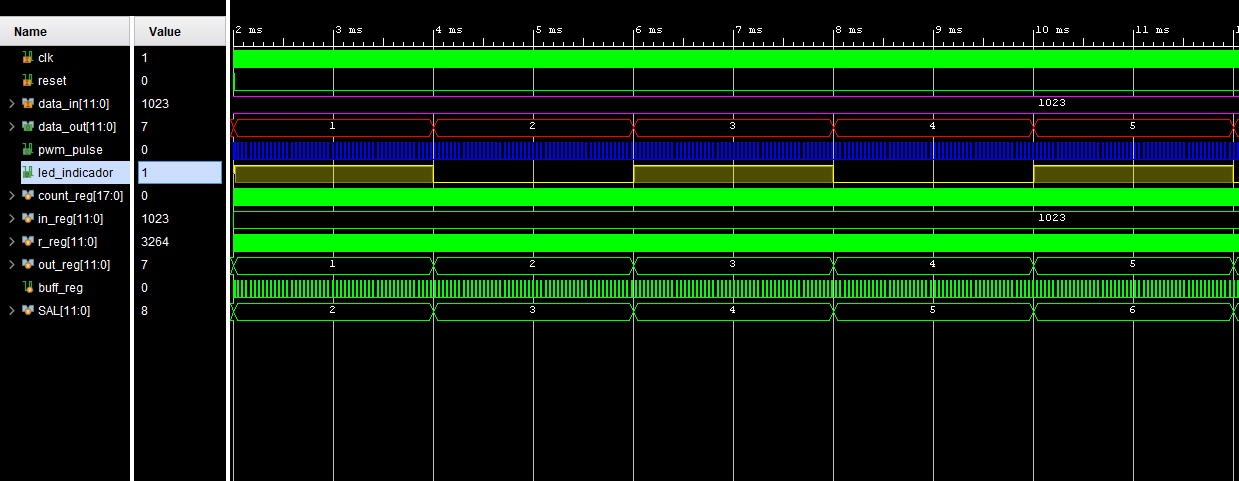 Name Value
2 ms 3 ms 4 ms 5 ms 6 ms 7 ms 8 ms 9 ms 10 ms 11 ms
clk 1
reset 0
data_in[11:0] 1023 1023
data_out[11:0] 7 1 2 3 4 5
pwm_pulse 0
led_indicador 1
count_reg[17:0] 0
in_reg[11:0] 1023 1023
r_reg[11:0] 3264
out_reg[11:0] 7 1 2 3 4 5
buff_reg 0
SAL[11:0] 8 2 3 4 5 6